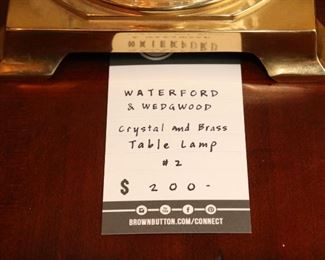 WATERFORD
& WEDGWOOD
Crystal and Brass
Table Lamp
#2
$ 200-
BROWNBUTTON.COM/CONNECT